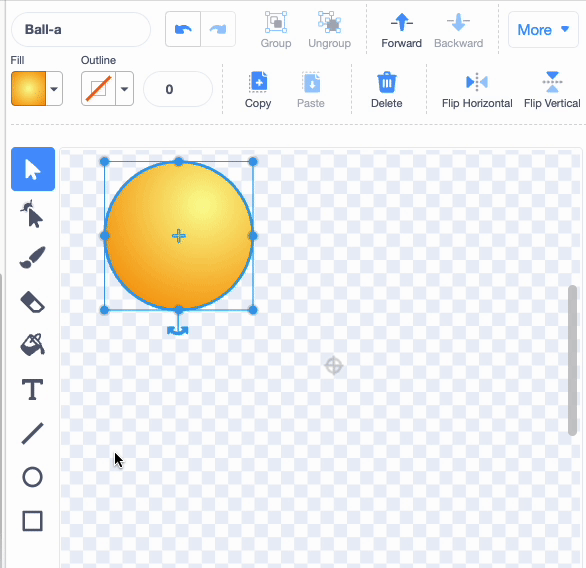 Ball-a
Group
Ungroup
Forward
Backward
More
Fill
Outline
0
Copy
Paste
Delete
Flip Horizontal
Flip Vertical
T